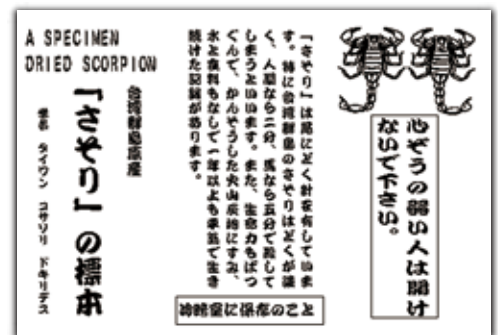 A SPECIMEN
DRIED SCORPION
心ぞうの弱い人は開け
ないで下さい。
「さそり」は尾にどく針を有していま
す。特に台湾群島のさそりはどくが強
く、人間なら二分、馬なら五分で殺して
しまうといいます。また、生命力もばつ
ぐんで、かんそうした火山灰地にすみ、
水と食料もなしで一年以上も平気で生き
続けた記録があります。
冷暗室に保存のこと
台湾群島原産
「さそり」の標本
学名 タイワン コサソリ ドキリデス